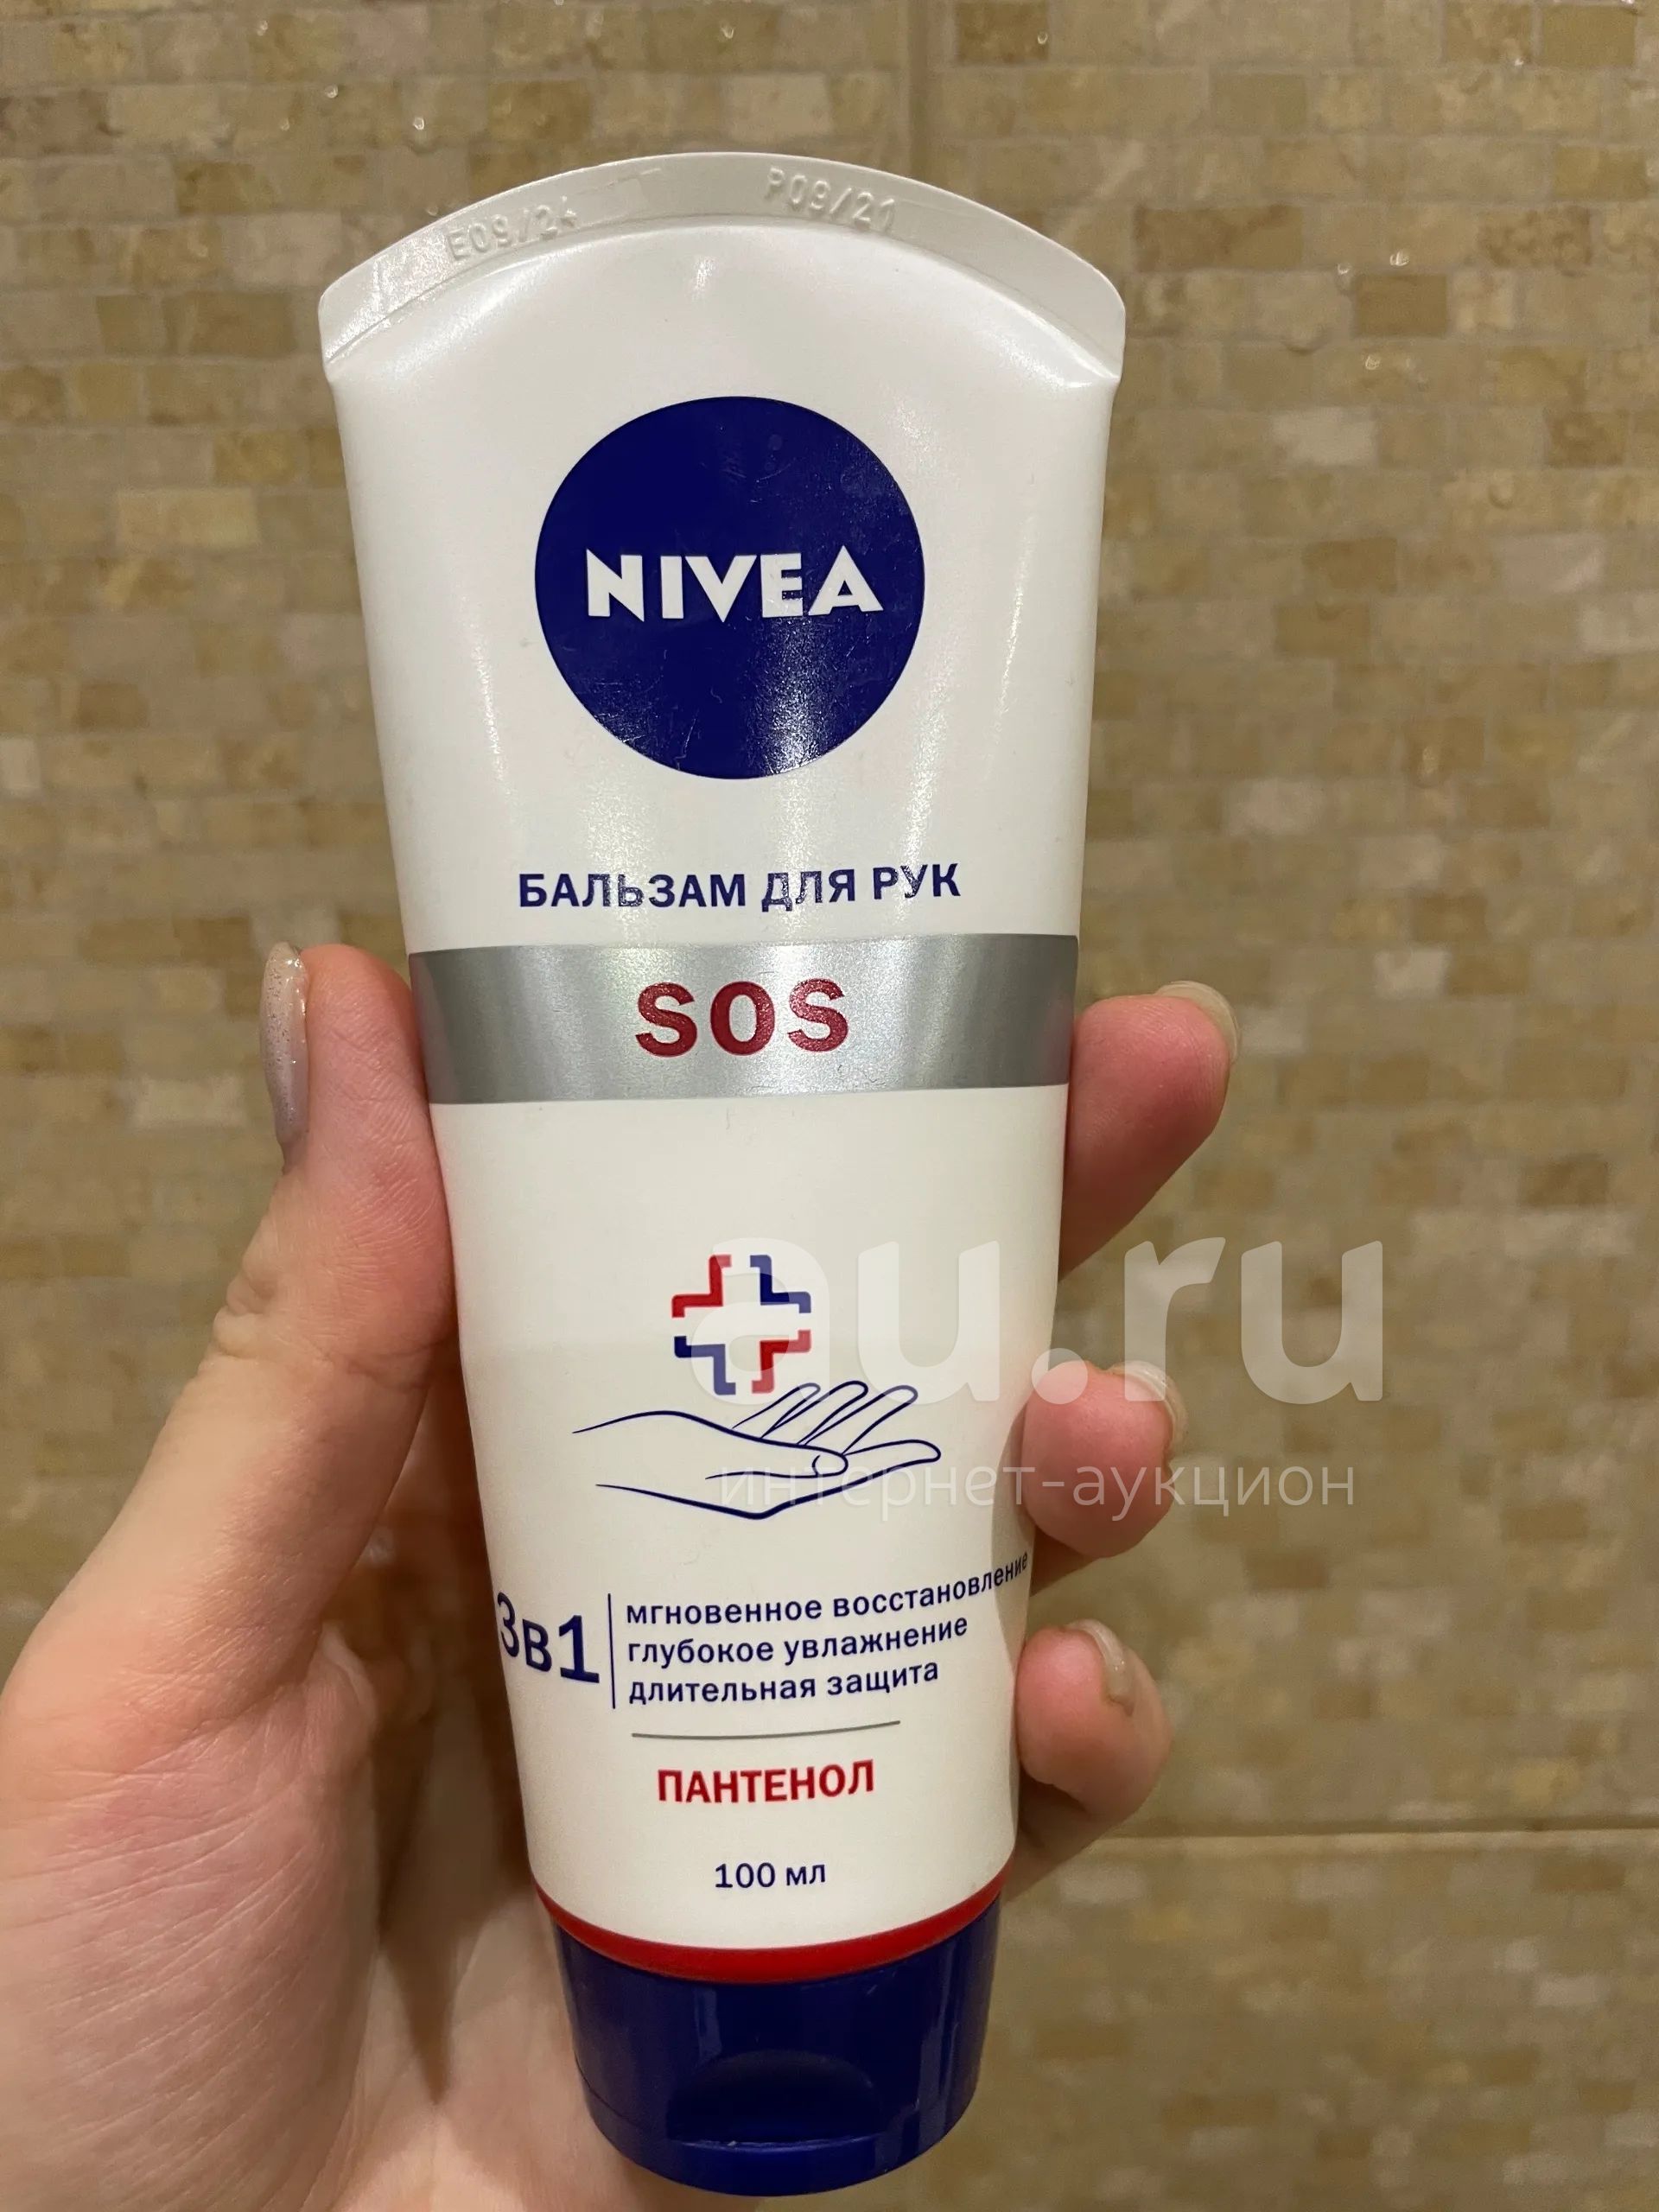 E09/24 P09/21
NIVEA
БАЛЬЗАМ ДЛЯ РУК
SOS
au.ru
интернет-аукцион
3в1
мгновенное восстановление
глубокое увлажнение
длительная защита
ПАНТЕНОЛ
100 мл